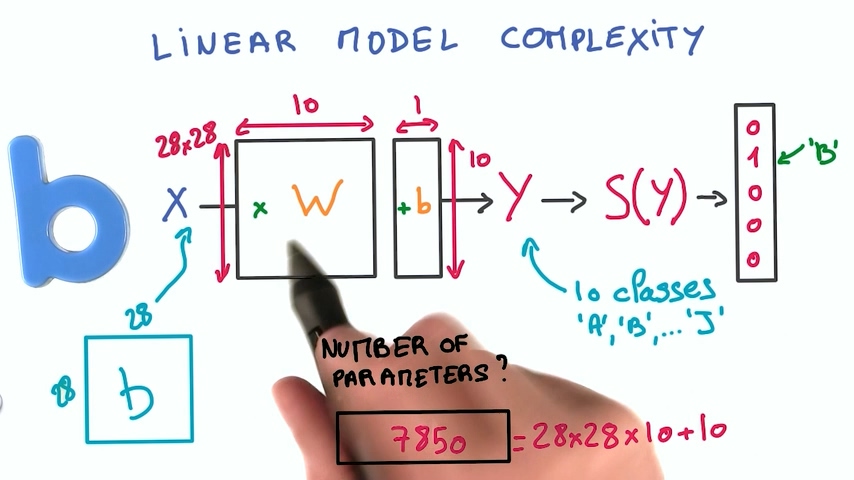 LINEAR MODEL COMPLEXITY
10
1
28x28
b
X
x W
+ b
10
Y
S(Y)
0
1
0
0
0
'B'
10 classes
'A', 'B', ... 'J'
28
28
b
NUMBER OF
PARAMETERS?
7850 = 28x28x10+10